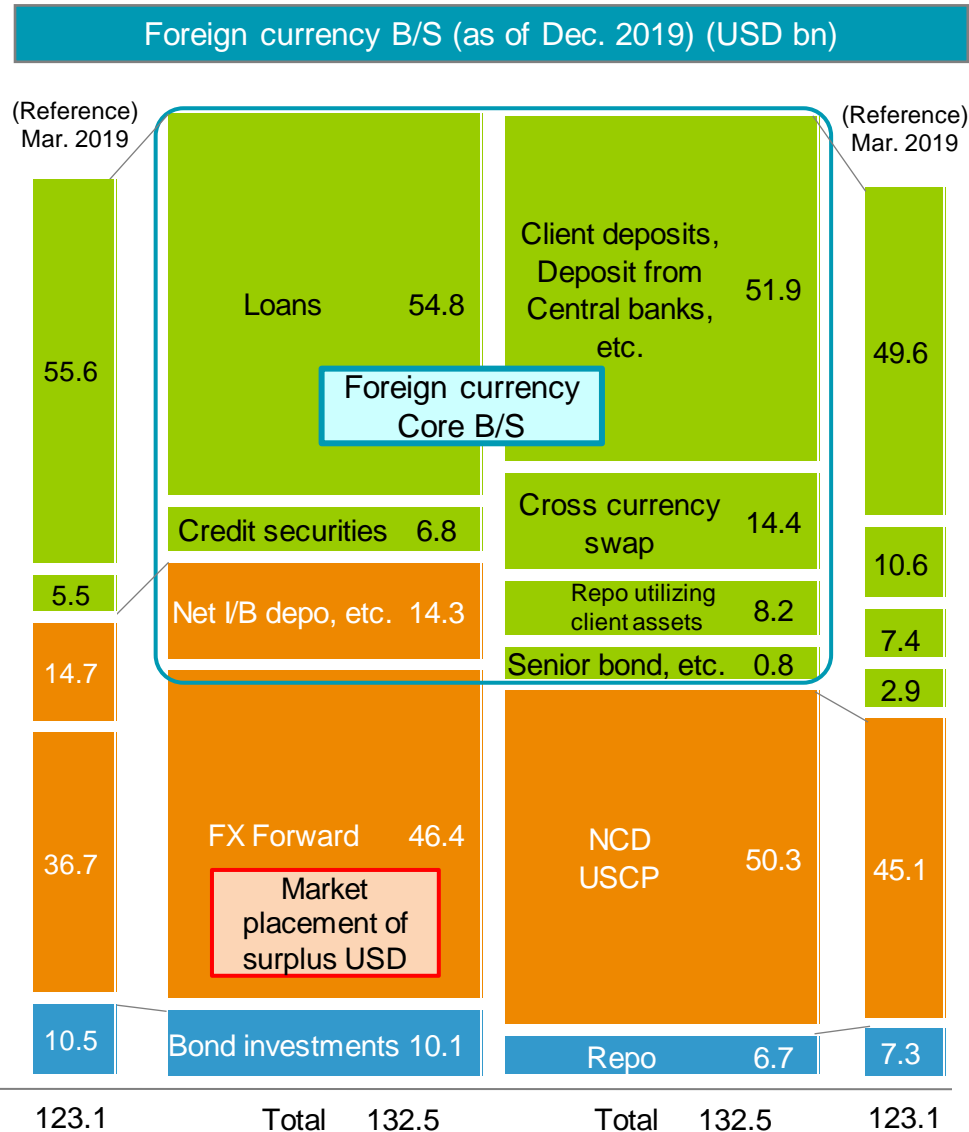 Foreign currency B/S (as of Dec. 2019) (USD bn)
(Reference)
Mar. 2019
55.6
5.5
14.7
36.7
10.5
123.1
Loans 54.8
Credit securities 6.8
Net I/B depo, etc. 14.3
FX Forward 46.4
Market
placement of
surplus USD
Bond investments 10.1
Total 132.5
Foreign currency
Core B/S
Client deposits,
Deposit from
Central banks,
etc.
51.9
Cross currency
swap
14.4
Repo utilizing
client assets
8.2
Senior bond, etc. 0.8
NCD
USCP
50.3
Repo 6.7
Total 132.5
(Reference)
Mar. 2019
49.6
10.6
7.4
2.9
45.1
7.3
123.1